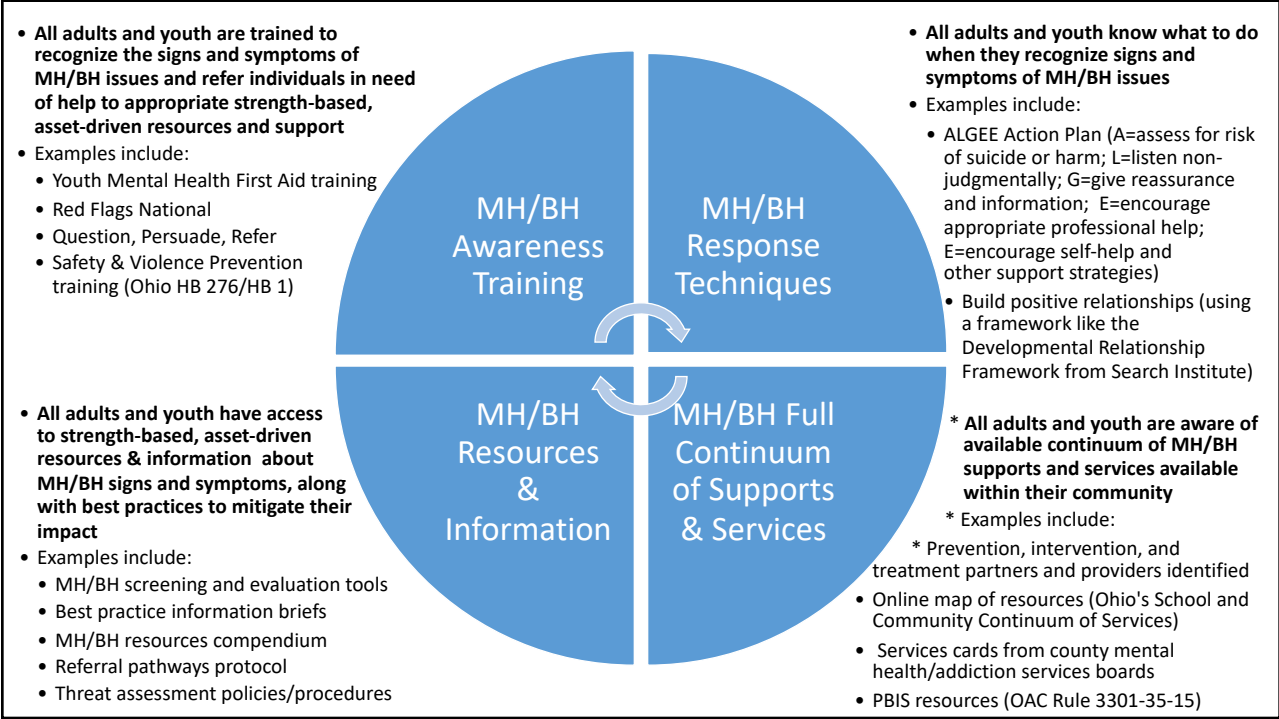 • All adults and youth are trained to
recognize the signs and symptoms of
MH/BH issues and refer individuals in need
of help to appropriate strength-based,
asset-driven resources and support
• Examples include:
• Youth Mental Health First Aid training
• Red Flags National
• Question, Persuade, Refer
• Safety & Violence Prevention
training (Ohio HB 276/HB 1)
MH/BH
Awareness
Training
MH/BH
Response
Techniques
• All adults and youth know what to do
when they recognize signs and
symptoms of MH/BH issues
• Examples include:
• ALGEE Action Plan (A=assess for risk
of suicide or harm; L=listen non-
judgmentally; G=give reassurance
and information;  E=encourage
appropriate professional help;
E=encourage self-help and
other support strategies)
• Build positive relationships (using
a framework like the
Developmental Relationship
Framework from Search Institute)
• All adults and youth have access
to strength-based, asset-driven
resources & information  about
MH/BH signs and symptoms, along
with best practices to mitigate their
impact
• Examples include:
• MH/BH screening and evaluation tools
• Best practice information briefs
• MH/BH resources compendium
• Referral pathways protocol
• Threat assessment policies/procedures
MH/BH
Resources
&
Information
MH/BH Full
Continuum
of Supports
& Services
* All adults and youth are aware of
available continuum of MH/BH
supports and services available
within their community
* Examples include:
* Prevention, intervention, and
treatment partners and providers identified
• Online map of resources (Ohio's School and
Community Continuum of Services)
• Services cards from county mental
health/addiction services boards
• PBIS resources (OAC Rule 3301-35-15)